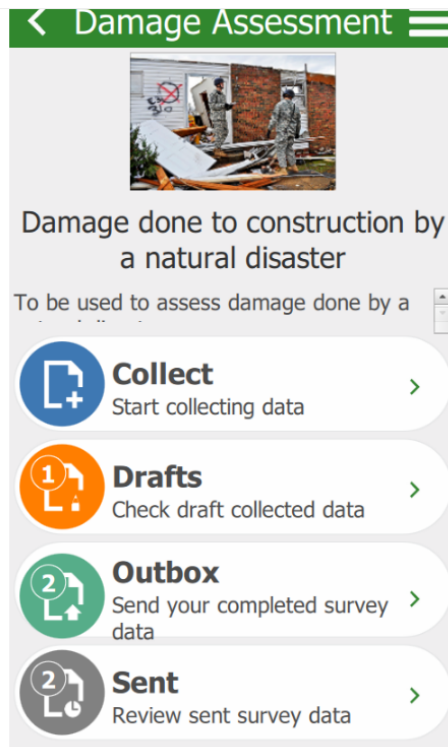 Damage Assessment
Damage done to construction by
a natural disaster
To be used to assess damage done by a
Collect
Start collecting data
1
Drafts
Check draft collected data
2
Outbox
Send your completed survey
data
2
Sent
Review sent survey data